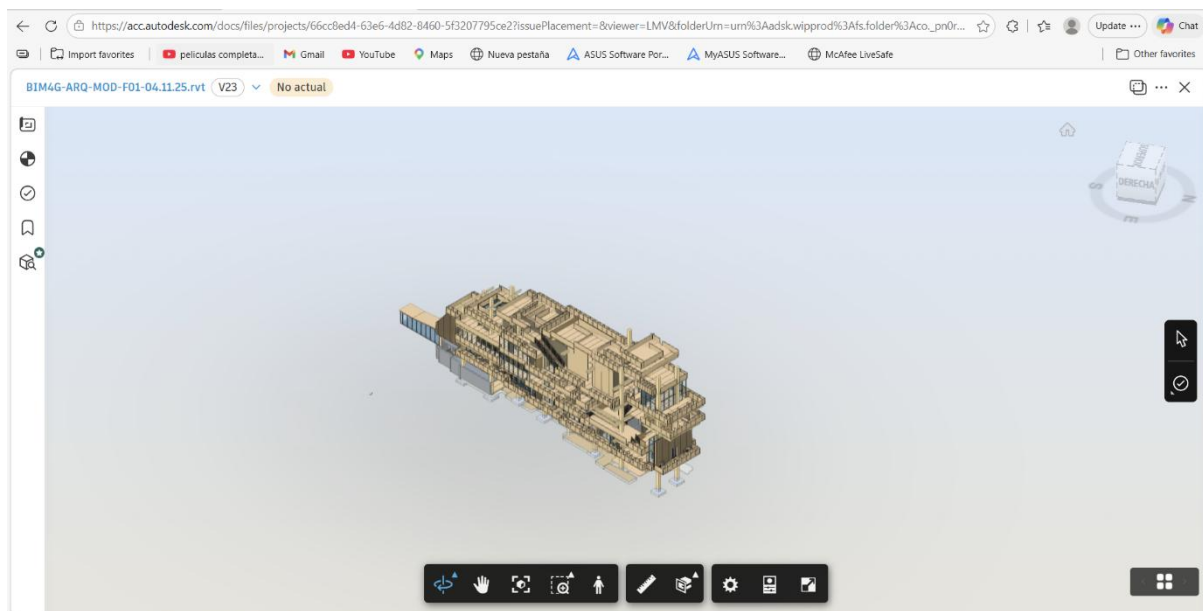 https://acc.autodesk.com/docs/files/projects/66cc8ed4-63e6-4d82-8460-5f3207795ce2?issuePlacement=&viewer=LMV&folderUrn=urn%3Aadsk.wipprod%3Afs.folder%3Aco._pn0r... Update ... Chat
Import favorites peliculas completa... Gmail YouTube Maps Nueva pestaña ASUS Software Por... MyASUS Software... McAfee LiveSafe Other favorites
BIM4G-ARQ-MOD-F01-04.11.25.rvt V23 No actual
DERECHA
S
N
E